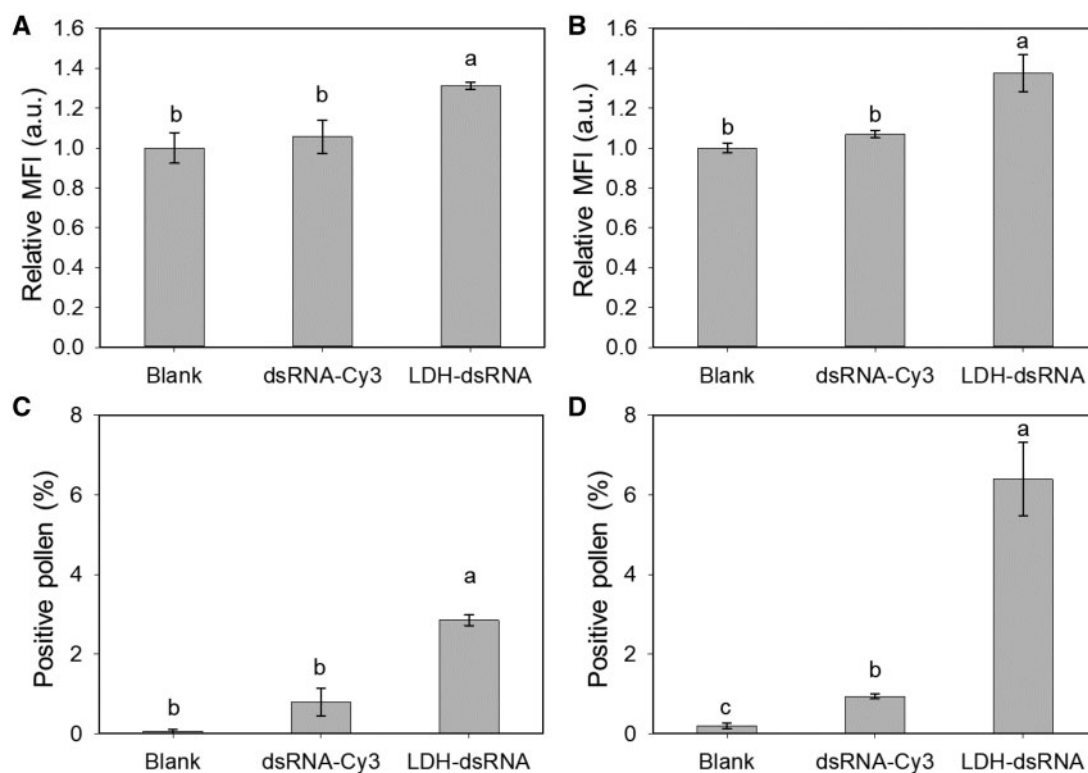 A
Relative MFI (a.u.)
1.6
1.4
1.2
1.0
0.8
0.6
0.4
0.2
0.0
b
b
a
Blank
dsRNA-Cy3
LDH-dsRNA
B
Relative MFI (a.u.)
1.6
1.4
1.2
1.0
0.8
0.6
0.4
0.2
0.0
b
b
a
Blank
dsRNA-Cy3
LDH-dsRNA
C
Positive pollen (%)
8
6
4
2
0
b
b
a
Blank
dsRNA-Cy3
LDH-dsRNA
D
Positive pollen (%)
8
6
4
2
0
c
b
a
Blank
dsRNA-Cy3
LDH-dsRNA